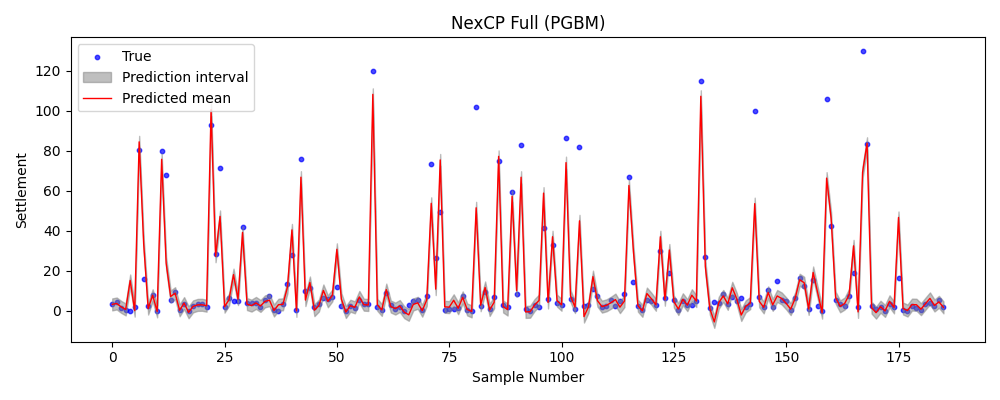 NexCP Full (PGBM)
True
Prediction interval
Predicted mean
Settlement
120
100
80
60
40
20
0
0 25 50 75 100 125 150 175
Sample Number